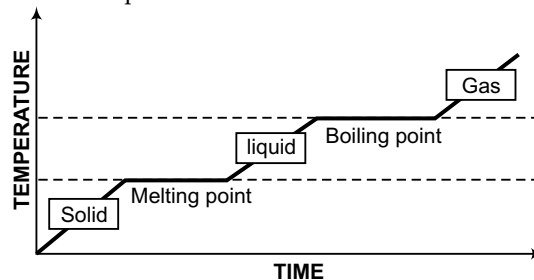 TEMPERATURE
Gas
Boiling point
liquid
Melting point
Solid
TIME